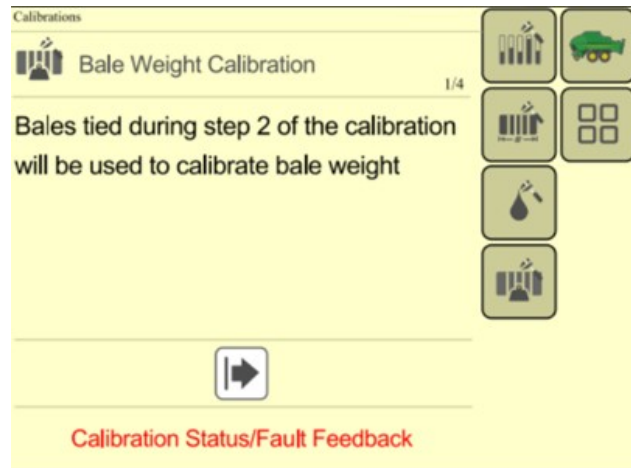 Calibrations
Bale Weight Calibration
1/4
Bales tied during step 2 of the calibration
will be used to calibrate bale weight
Calibration Status/Fault Feedback